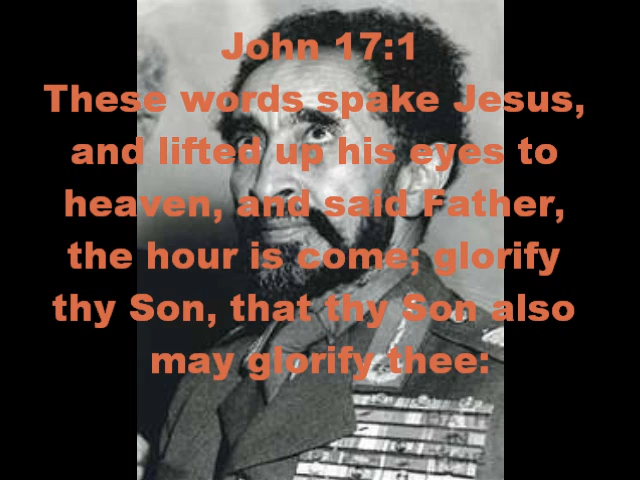 John 17:1
These words spake Jesus,
and lifted up his eyes to
heaven, and said Father,
the hour is come; glorify
thy Son, that thy Son also
may glorify thee: